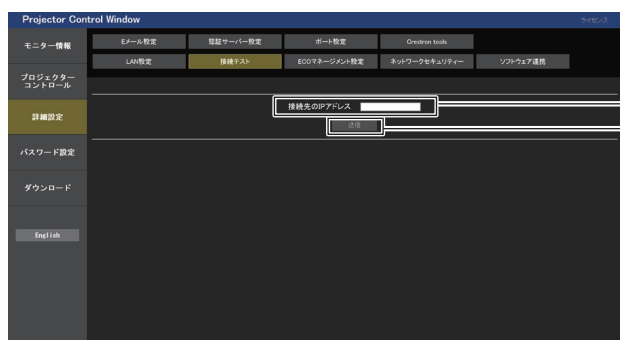 Projector Control Window
ライセンス
モニター情報
Eメール設定 認証サーバー設定 ポート設定 Crestron tools
LAN設定 接続テスト ECOマネージメント設定 ネットワークセキュリティー ソフトウェア連携
プロジェクター
コントロール
接続先のIPアドレス
詳細設定
送信
パスワード設定
ダウンロード
English